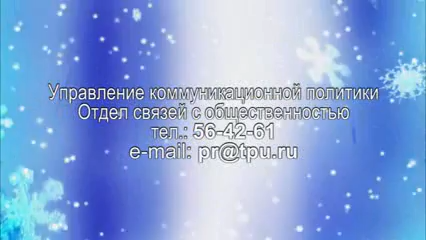 Управление коммуникационной политики
Отдел связей с общественностью
тел.: 56-42-61
e-mail: pr@tpu.ru